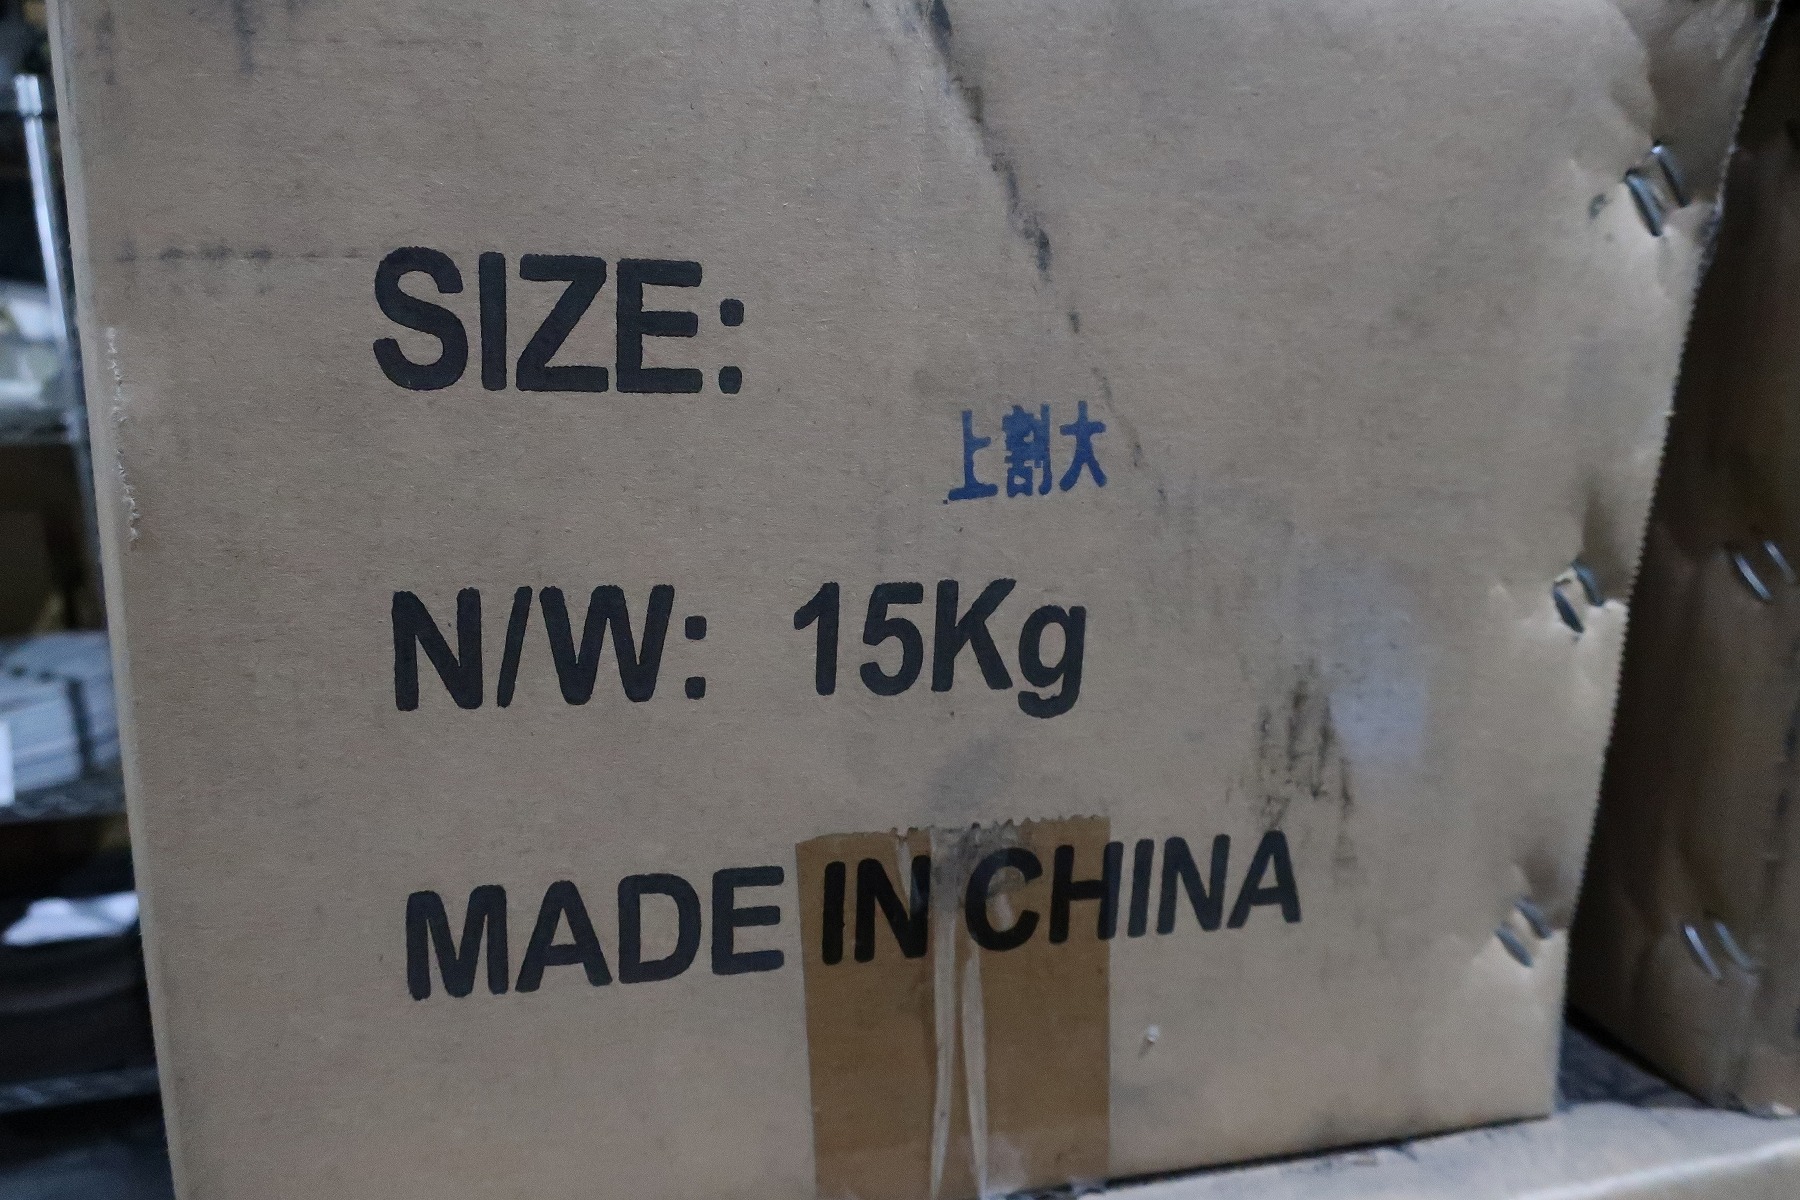 SIZE:
上割大
N/W: 15Kg
MADE IN CHINA